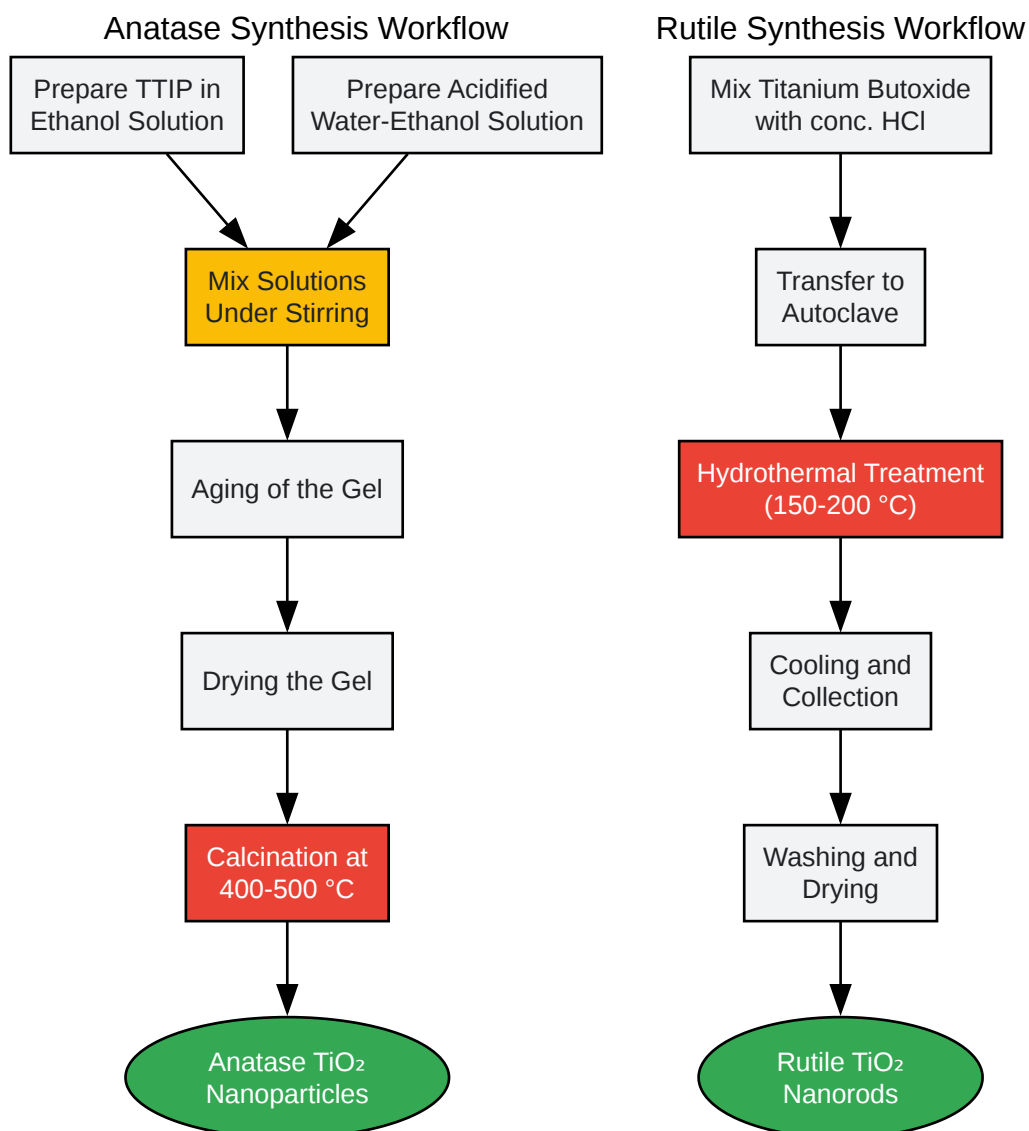 Anatase Synthesis Workflow
Prepare TTIP in
Ethanol Solution
Prepare Acidified
Water-Ethanol Solution
Mix Solutions
Under Stirring
Aging of the Gel
Drying the Gel
Calcination at
400-500 °C
Anatase TiO₂
Nanoparticles
Rutile Synthesis Workflow
Mix Titanium Butoxide
with conc. HCl
Transfer to
Autoclave
Hydrothermal Treatment
(150-200 °C)
Cooling and
Collection
Washing and
Drying
Rutile TiO₂
Nanorods